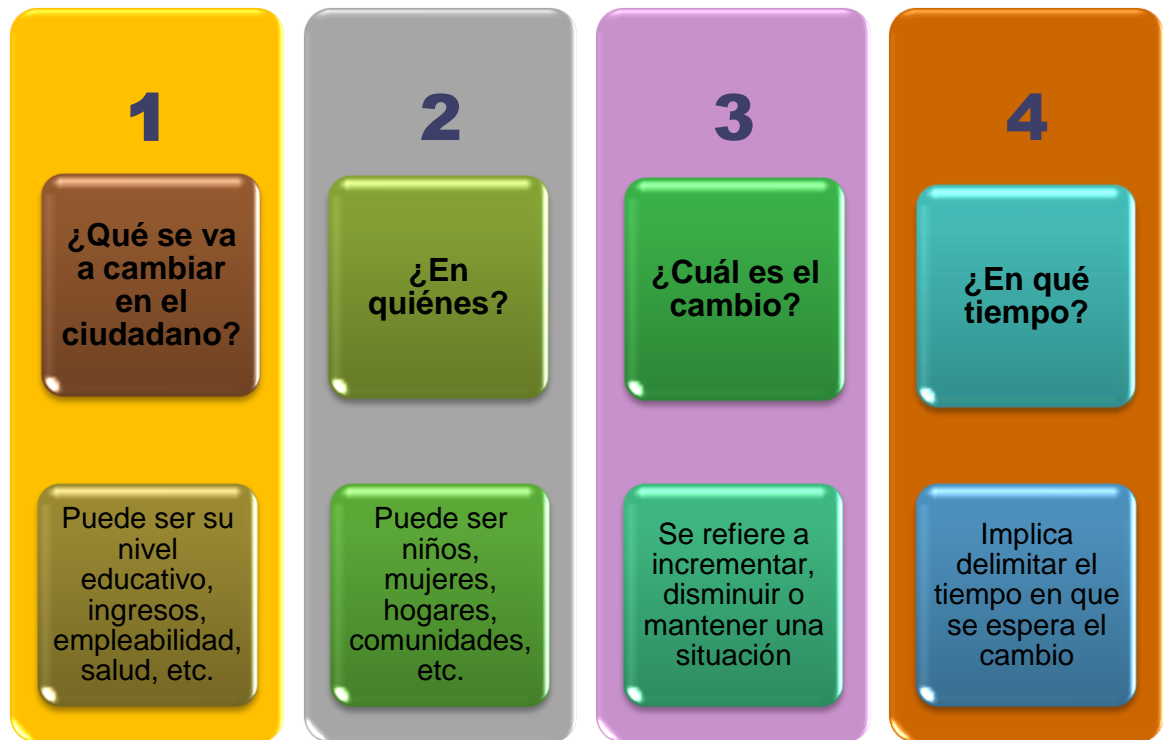 1
¿Qué se va
a cambiar
en el
ciudadano?
Puede ser su
nivel
educativo,
ingresos,
empleabilidad,
salud, etc.
2
¿En
quiénes?
Puede ser
niños,
mujeres,
hogares,
comunidades,
etc.
3
¿Cuál es el
cambio?
Se refiere a
incrementar,
disminuir o
mantener una
situación
4
¿En qué
tiempo?
Implica
delimitar el
tiempo en que
se espera el
cambio